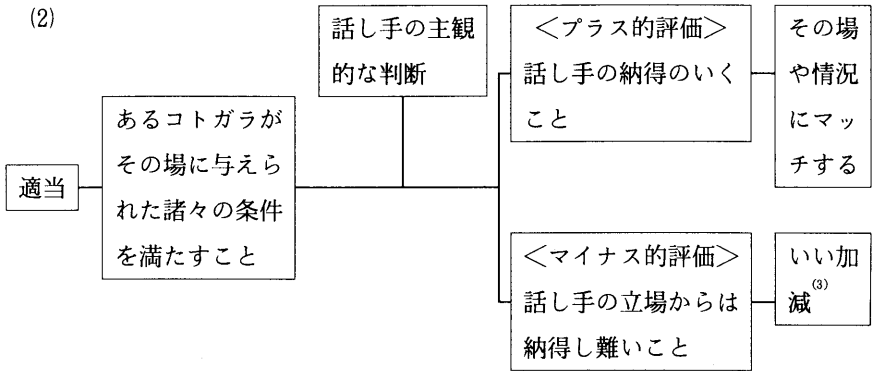 (2)
適当
あるコトガラが
その場に与えら
れた諸々の条件
を満たすこと
話し手の主観
的な判断
＜プラス的評価＞
話し手の納得のいく
こと
その場
や情況
にマッ
チする
＜マイナス的評価＞
話し手の立場からは
納得し難いこと
いい加
減(3)